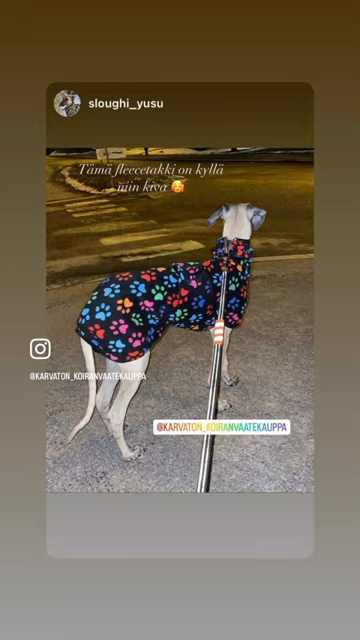 sloughi_yusu
Tämä fleecetakki on kyllä
niin kiva 🥰
@KARVATON_KOIRANVAATEKAUPPA
@KARVATON_KOIRANVAATEKAUPPA